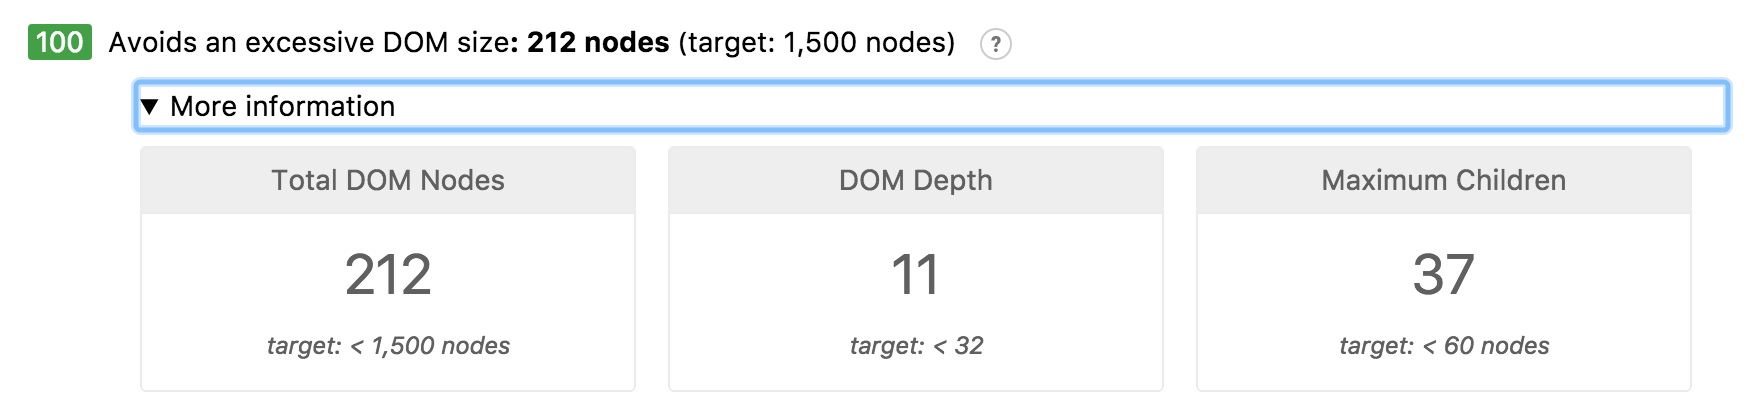 100 Avoids an excessive DOM size: 212 nodes (target: 1,500 nodes) ?
▼ More information
Total DOM Nodes
212
target: < 1,500 nodes
DOM Depth
11
target: < 32
Maximum Children
37
target: < 60 nodes